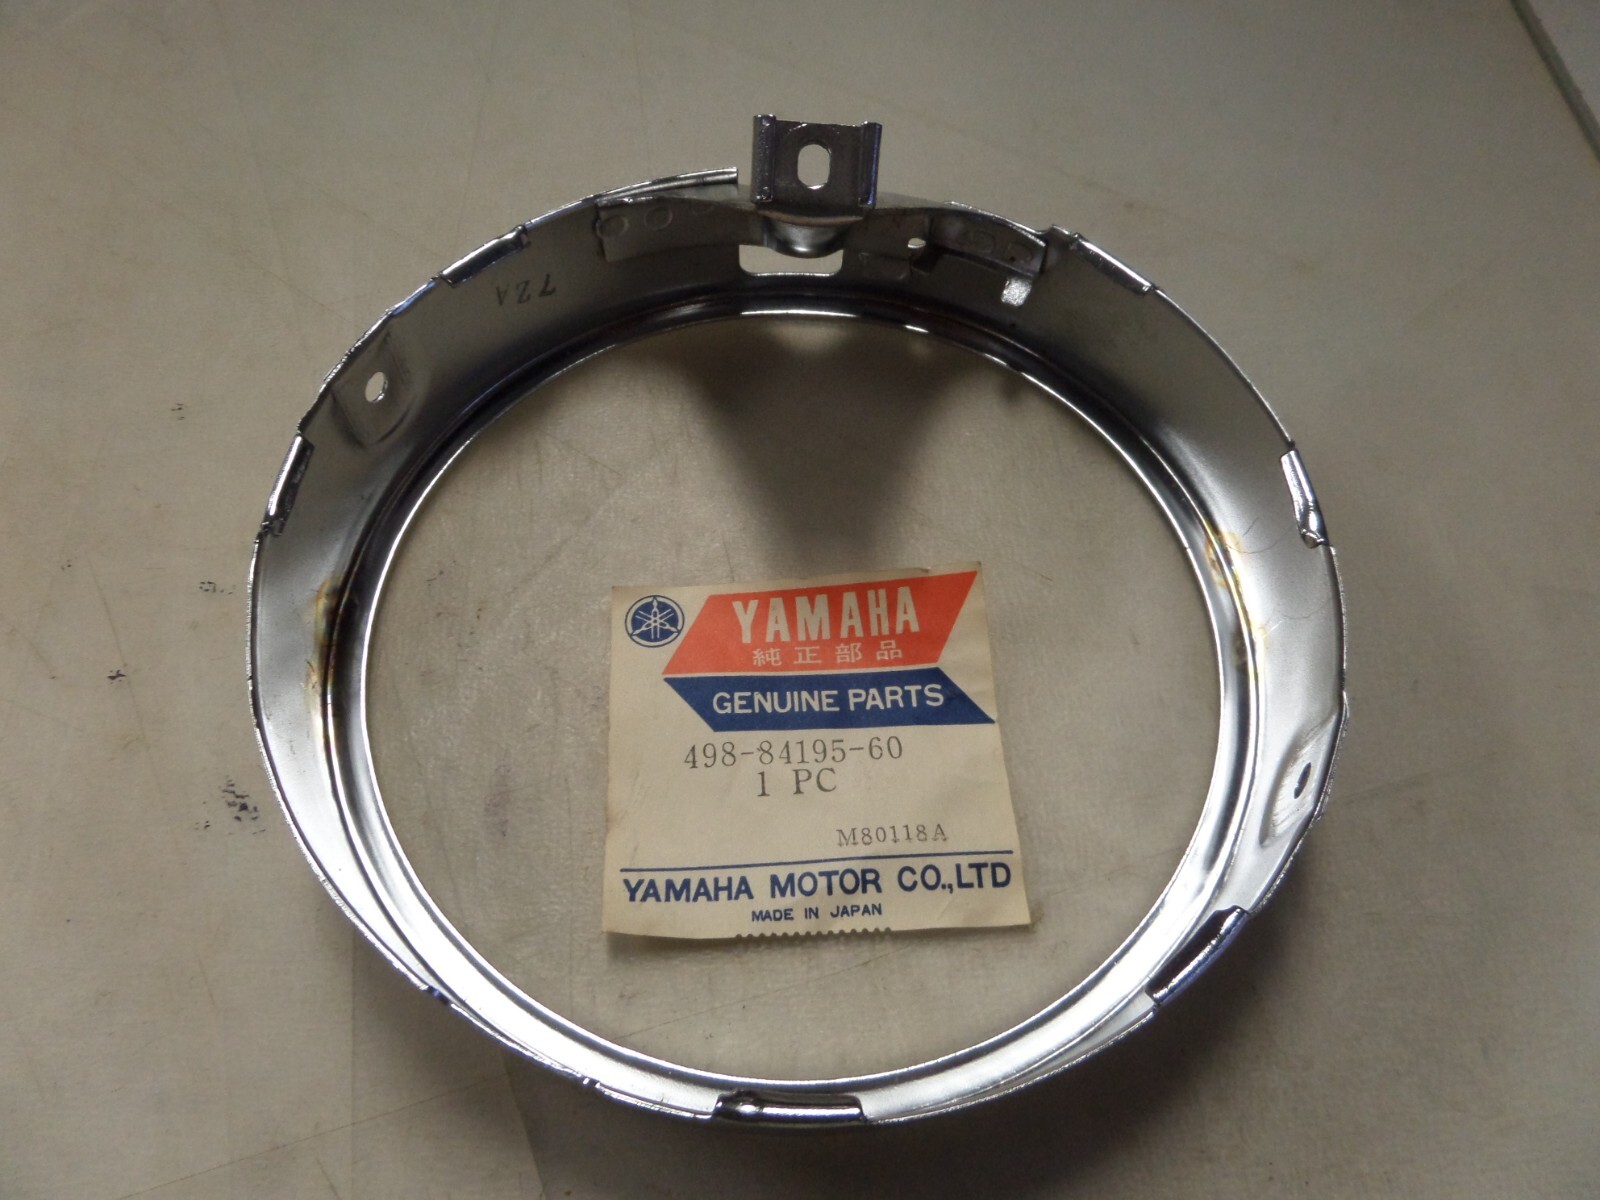 7ZA
YAMAHA
純正部品
GENUINE PARTS
498-84195-60
1 PC
M80118A
YAMAHA MOTOR CO.,LTD
MADE IN JAPAN